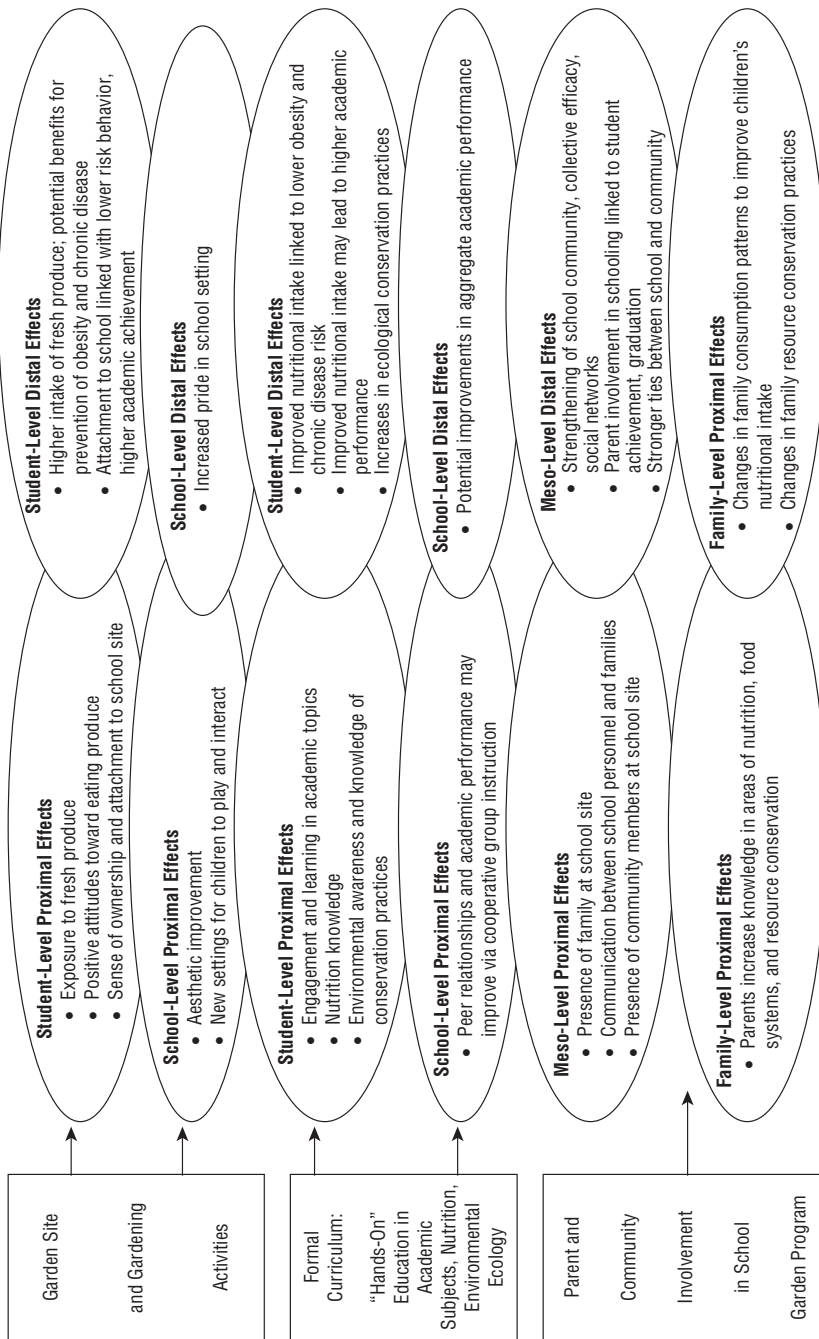 Garden Site
and Gardening
Activities
Student-Level Proximal Effects
• Exposure to fresh produce
• Positive attitudes toward eating produce
• Sense of ownership and attachment to school site
Student-Level Distal Effects
• Higher intake of fresh produce; potential benefits for
prevention of obesity and chronic disease
• Attachment to school linked with lower risk behavior,
higher academic achievement
School-Level Proximal Effects
• Aesthetic improvement
• New settings for children to play and interact
School-Level Distal Effects
• Increased pride in school setting
Formal
Curriculum:
“Hands-On”
Education in
Academic
Subjects, Nutrition,
Environmental
Ecology
Student-Level Proximal Effects
• Engagement and learning in academic topics
• Nutrition knowledge
• Environmental awareness and knowledge of
conservation practices
Student-Level Distal Effects
• Improved nutritional intake linked to lower obesity and
chronic disease risk
• Improved nutritional intake may lead to higher academic
performance
• Increases in ecological conservation practices
School-Level Proximal Effects
• Peer relationships and academic performance may
improve via cooperative group instruction
School-Level Distal Effects
• Potential improvements in aggregate academic performance
Parent and
Community
Involvement
in School
Garden Program
Meso-Level Proximal Effects
• Presence of family at school site
• Communication between school personnel and families
• Presence of community members at school site
Meso-Level Distal Effects
• Strengthening of school community, collective efficacy,
social networks
• Parent involvement in schooling linked to student
achievement, graduation
• Stronger ties between school and community
Family-Level Proximal Effects
• Parents increase knowledge in areas of nutrition, food
systems, and resource conservation
Family-Level Proximal Effects
• Changes in family consumption patterns to improve children’s
nutritional intake
• Changes in family resource conservation practices